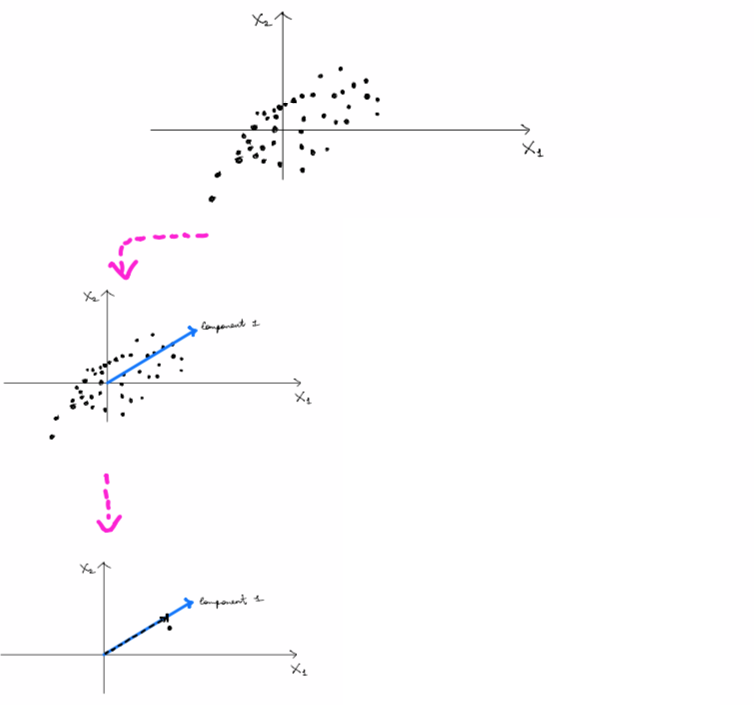 X₂
X₁
X₂
Component 1
X₁
X₂
Component 1
X₁